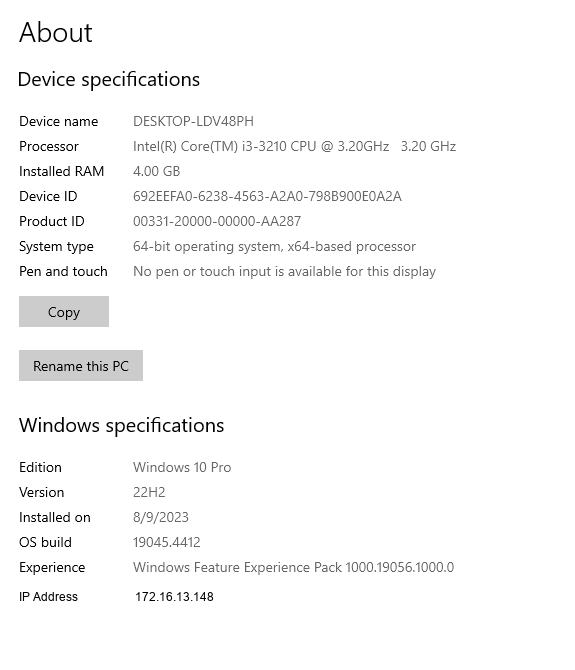 About
Device specifications
Device name DESKTOP-LDV48PH
Processor Intel(R) Core(TM) i3-3210 CPU @ 3.20GHz 3.20 GHz
Installed RAM 4.00 GB
Device ID 692EEFA0-6238-4563-A2A0-798B900E0A2A
Product ID 00331-20000-00000-AA287
System type 64-bit operating system, x64-based processor
Pen and touch No pen or touch input is available for this display
Copy
Rename this PC
Windows specifications
Edition Windows 10 Pro
Version 22H2
Installed on 8/9/2023
OS build 19045.4412
Experience Windows Feature Experience Pack 1000.19056.1000.0
IP Address 172.16.13.148